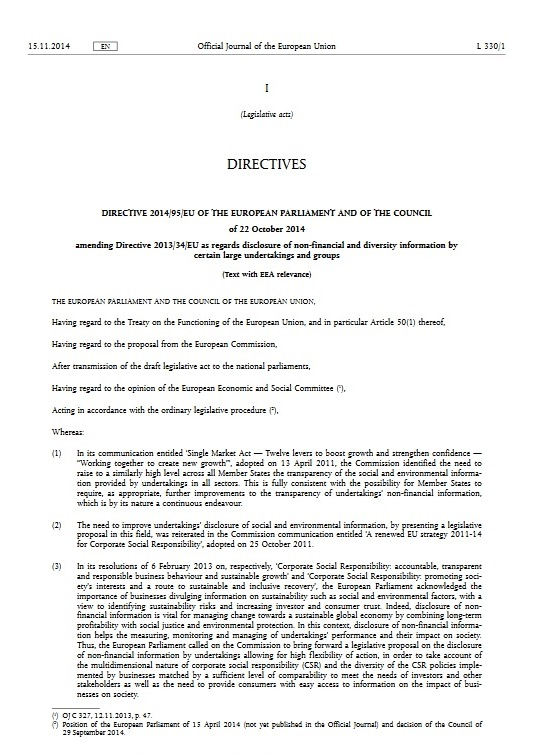 15.11.2014 EN Official Journal of the European Union L 330/1
I
(Legislative acts)
DIRECTIVES
DIRECTIVE 2014/95/EU OF THE EUROPEAN PARLIAMENT AND OF THE COUNCIL
of 22 October 2014
amending Directive 2013/34/EU as regards disclosure of non-financial and diversity information by
certain large undertakings and groups
(Text with EEA relevance)
THE EUROPEAN PARLIAMENT AND THE COUNCIL OF THE EUROPEAN UNION,
Having regard to the Treaty on the Functioning of the European Union, and in particular Article 50(1) thereof,
Having regard to the proposal from the European Commission,
After transmission of the draft legislative act to the national parliaments,
Having regard to the opinion of the European Economic and Social Committee (¹),
Acting in accordance with the ordinary legislative procedure (²),
Whereas:
(1) In its communication entitled 'Single Market Act — Twelve levers to boost growth and strengthen confidence —
"Working together to create new growth"', adopted on 13 April 2011, the Commission identified the need to
raise to a similarly high level across all Member States the transparency of the social and environmental informa-
tion provided by undertakings in all sectors. This is fully consistent with the possibility for Member States to
require, as appropriate, further improvements to the transparency of undertakings' non-financial information,
which is by its nature a continuous endeavour.
(2) The need to improve undertakings' disclosure of social and environmental information, by presenting a legislative
proposal in this field, was reiterated in the Commission communication entitled 'A renewed EU strategy 2011-14
for Corporate Social Responsibility', adopted on 25 October 2011.
(3) In its resolutions of 6 February 2013 on, respectively, 'Corporate Social Responsibility: accountable, transparent
and responsible business behaviour and sustainable growth' and 'Corporate Social Responsibility: promoting soci-
ety's interests and a route to sustainable and inclusive recovery', the European Parliament acknowledged the
importance of businesses divulging information on sustainability such as social and environmental factors, with a
view to identifying sustainability risks and increasing investor and consumer trust. Indeed, disclosure of non-
financial information is vital for managing change towards a sustainable global economy by combining long-term
profitability with social justice and environmental protection. In this context, disclosure of non-financial informa-
tion helps the measuring, monitoring and managing of undertakings' performance and their impact on society.
Thus, the European Parliament called on the Commission to bring forward a legislative proposal on the disclosure
of non-financial information by undertakings allowing for high flexibility of action, in order to take account of
the multidimensional nature of corporate social responsibility (CSR) and the diversity of the CSR policies imple-
mented by businesses matched by a sufficient level of comparability to meet the needs of investors and other
stakeholders as well as the need to provide consumers with easy access to information on the impact of busi-
nesses on society.
(¹) OJ C 327, 12.11.2013, p. 47.
(²) Position of the European Parliament of 15 April 2014 (not yet published in the Official Journal) and decision of the Council of
29 September 2014.